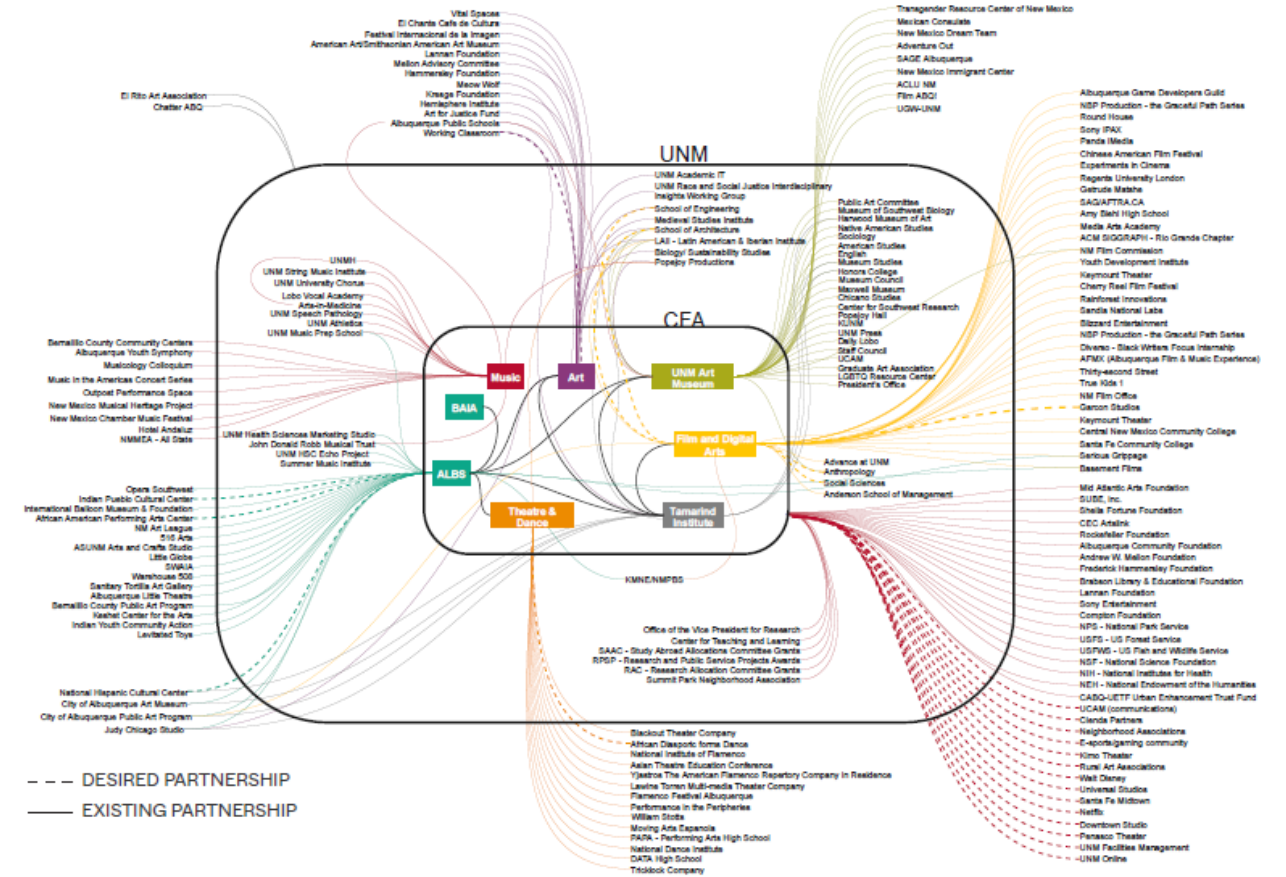 Vital Spaces
El Chante Cafe de Cultura
Festival Internacional de la Imagen
American Art/Smithsonian American Art Museum
Lannan Foundation
Mellon Advisory Committee
Hammersley Foundation
Meow Wolf
Kresge Foundation
Hemisphere Institute
Art for Justice Fund
Albuquerque Public Schools
Working Classroom
El Rito Art Association
Chatter ABQ
Transgender Resource Center of New Mexico
Mexican Consulate
New Mexico Dream Team
Adventure Out
SAGE Albuquerque
New Mexico Immigrant Center
ACLU NM
Film ABQ!
UGW-UNM
UNM
UNM Academic IT
UNM Race and Social Justice Interdisciplinary
Insights Working Group
School of Engineering
Medieval Studies Institute
School of Architecture
LAII - Latin American & Iberian Institute
Biology/ Sustainability Studies
Popejoy Productions
Public Art Committee
Museum of Southwest Biology
Harwood Museum of Art
Native American Studies
Sociology
American Studies
English
Museum Studies
Honors College
Museum Council
Maxwell Museum
Chicano Studies
Center for Southwest Research
Popejoy Hall
KUNM
UNM Press
Daily Lobo
Staff Council
UCAM
Graduate Art Association
LGBTQ Resource Center
President's Office
Albuquerque Game Developers Guild
NBP Production - the Graceful Path Series
Round House
Sony IPAX
Panda IMedia
Chinese American Film Festival
Experiments in Cinema
Regents University London
Getrude Matshe
SAG/AFTRA.CA
Amy Biehl High School
Media Arts Academy
ACM SIGGRAPH - Rio Grande Chapter
NM Film Commission
Youth Development Institute
Keymount Theater
Cherry Reel Film Festival
Rainforest Innovations
Sandia National Labs
Blizzard Entertainment
NBP Production - the Graceful Path Series
Diverso - Black Writers Focus Internship
AFMX (Albuquerque Film & Music Experience)
Thirty-second Street
True Kids 1
NM Film Office
Garcon Studios
Keymount Theater
Central New Mexico Community College
Santa Fe Community College
Serious Grippage
Basement Films
UNMH
UNM String Music Institute
UNM University Chorus
Lobo Vocal Academy
Arts-in-Medicine
UNM Speech Pathology
UNM Athletics
UNM Music Prep School
Bernalillo County Community Centers
Albuquerque Youth Symphony
Musicology Colloquium
Music in the Americas Concert Series
Outpost Performance Space
New Mexico Musical Heritage Project
New Mexico Chamber Music Festival
Hotel Andaluz
NMMEA - All State
CFA
Music
Art
UNM Art
Museum
BAIA
Film and Digital
Arts
ALBS
Theatre &
Dance
Tamarind
Institute
UNM Health Sciences Marketing Studio
John Donald Robb Musical Trust
UNM HSC Echo Project
Summer Music Institute
Advance at UNM
Anthropology
Social Sciences
Anderson School of Management
Opera Southwest
Indian Pueblo Cultural Center
International Balloon Museum & Foundation
African American Performing Arts Center
NM Art League
516 Arts
ASUNM Arts and Crafts Studio
Little Globe
SWAIA
Warehouse 508
Sanitary Tortilla Art Gallery
Albuquerque Little Theatre
Bernalillo County Public Art Program
Keshet Center for the Arts
Indian Youth Community Action
Levitated Toys
National Hispanic Cultural Center
City of Albuquerque Art Museum
City of Albuquerque Public Art Program
Judy Chicago Studio
KMNE/NMPBS
Office of the Vice President for Research
Center for Teaching and Learning
SAAC - Study Abroad Allocations Committee Grants
RPSP - Research and Public Service Projects Awards
RAC - Research Allocation Committee Grants
Summit Park Neighborhood Association
Mid Atlantic Arts Foundation
SUBE, Inc.
Sheila Fortune Foundation
CEC Artslink
Rockefeller Foundation
Albuquerque Community Foundation
Andrew W. Mellon Foundation
Frederick Hammersley Foundation
Brabson Library & Educational Foundation
Lannan Foundation
Sony Entertainment
Compton Foundation
NPS - National Park Service
USFS - US Forest Service
USFWS - US Fish and Wildlife Service
NSF - National Science Foundation
NIH - National Institutes for Health
NEH - National Endowment of the Humanities
CABQ-UETF Urban Enhancement Trust Fund
UCAM (communications)
Cienda Partners
Neighborhood Associations
E-sports/gaming community
Kimo Theater
Rural Art Associations
Walt Disney
Universal Studios
Santa Fe Midtown
Netflix
Downtown Studio
Penasco Theater
UNM Facilities Management
UNM Online
Blackout Theater Company
African Diasporic forms Dance
National Institute of Flamenco
Asian Theatre Education Conference
Yjastros The American Flamenco Repertory Company in Residence
Lawine Torren Multi-media Theater Company
Flamenco Festival Albuquerque
Performance in the Peripheries
William Stotts
Moving Arts Espanola
PAPA - Performing Arts High School
National Dance Institute
DATA High School
Tricklock Company
DESIRED PARTNERSHIP
EXISTING PARTNERSHIP